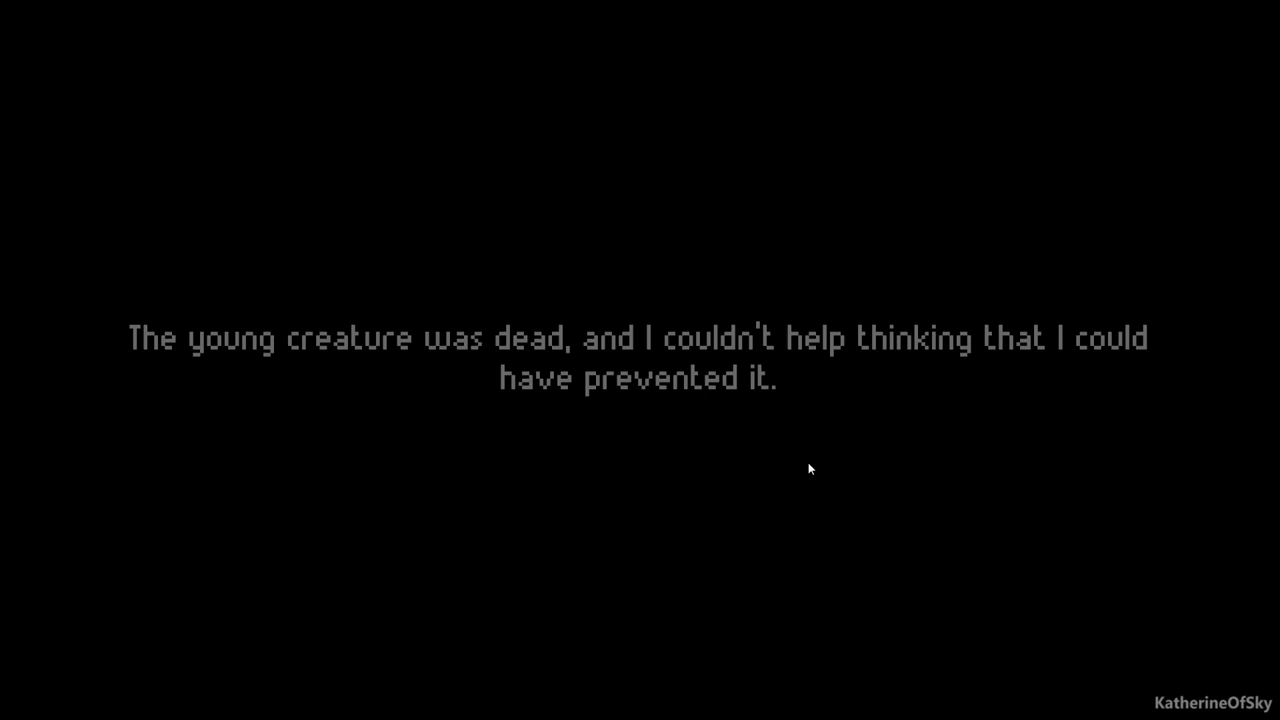 The young creature was dead, and I couldn't help thinking that I could
have prevented it.
KatherineOfSky